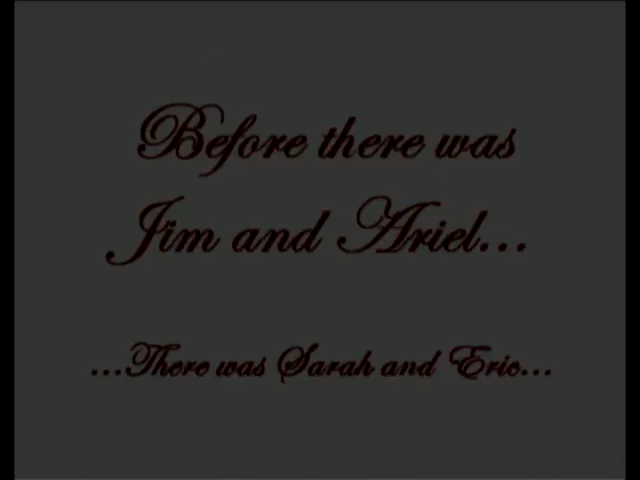 Before there was
Jim and Ariel...
...There was Sarah and Eric...